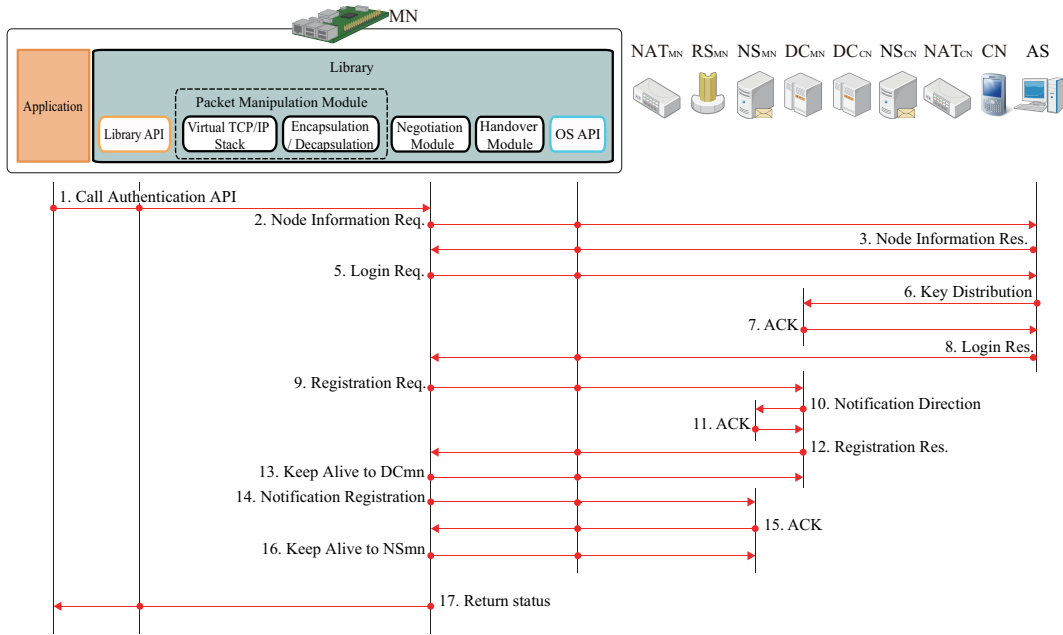 MN
NATMN RSMN NSMN DCMN DCCN NSCN NATCN CN AS
Application
Library
Packet Manipulation Module
Library API
Virtual TCP/IP
Stack
Encapsulation
/ Decapsulation
Negotiation
Module
Handover
Module
OS API
1. Call Authentication API
2. Node Information Req.
3. Node Information Res.
5. Login Req.
6. Key Distribution
7. ACK
8. Login Res.
9. Registration Req.
10. Notification Direction
11. ACK
12. Registration Res.
13. Keep Alive to DCmn
14. Notification Registration
15. ACK
16. Keep Alive to NSmn
17. Return status